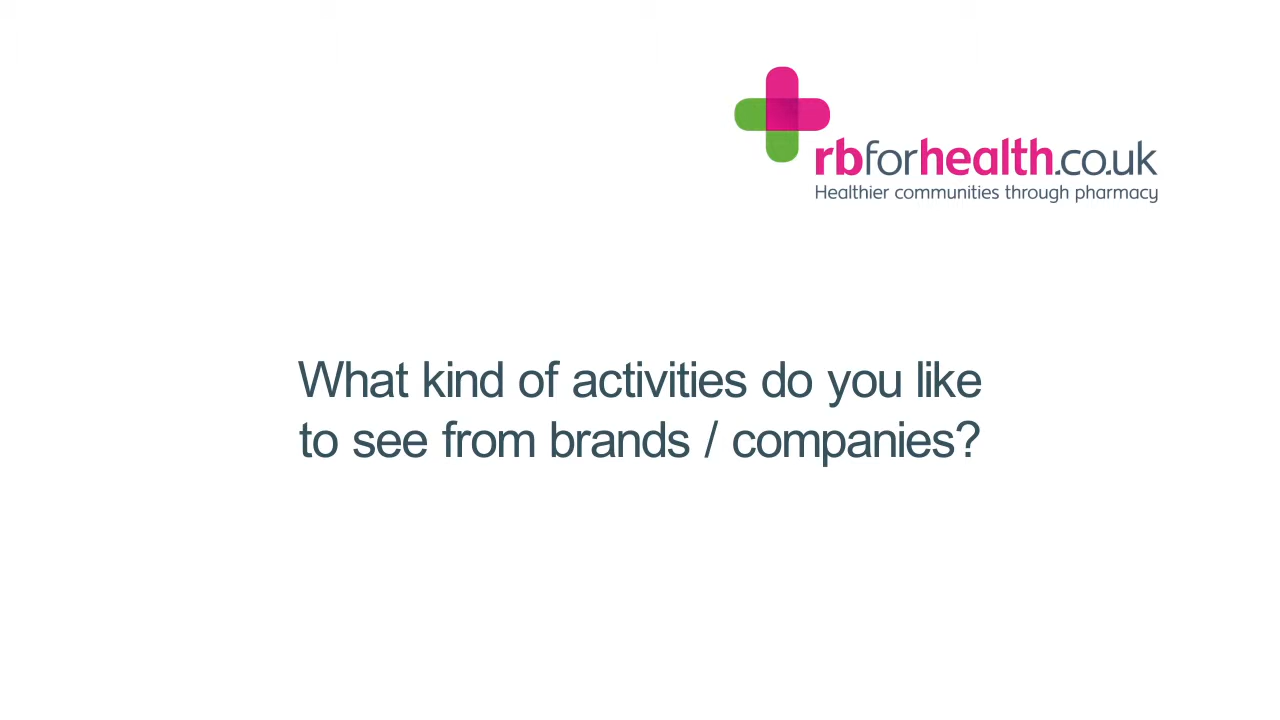 rbforhealth.co.uk
Healthier communities through pharmacy
What kind of activities do you like
to see from brands / companies?